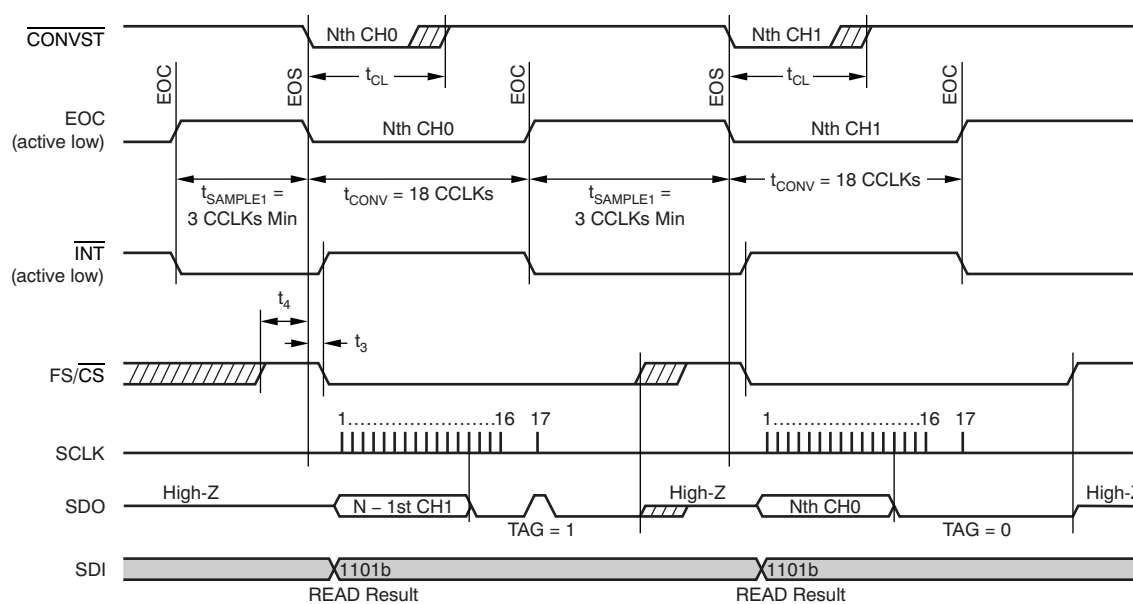 CONVST
Nth CH0
Nth CH1
tCL
tCL
EOC
EOS
EOC
EOS
EOC
EOC
(active low)
Nth CH0
Nth CH1
tSAMPLE1 =
3 CCLKs Min
tCONV = 18 CCLKs
tSAMPLE1 =
3 CCLKs Min
tCONV = 18 CCLKs
INT
(active low)
t4
t3
FS/CS
1.......................16 17
1.......................16 17
SCLK
High-Z
High-Z
High-Z
SDO
N – 1st CH1
Nth CH0
TAG = 1
TAG = 0
SDI
1101b
1101b
READ Result
READ Result